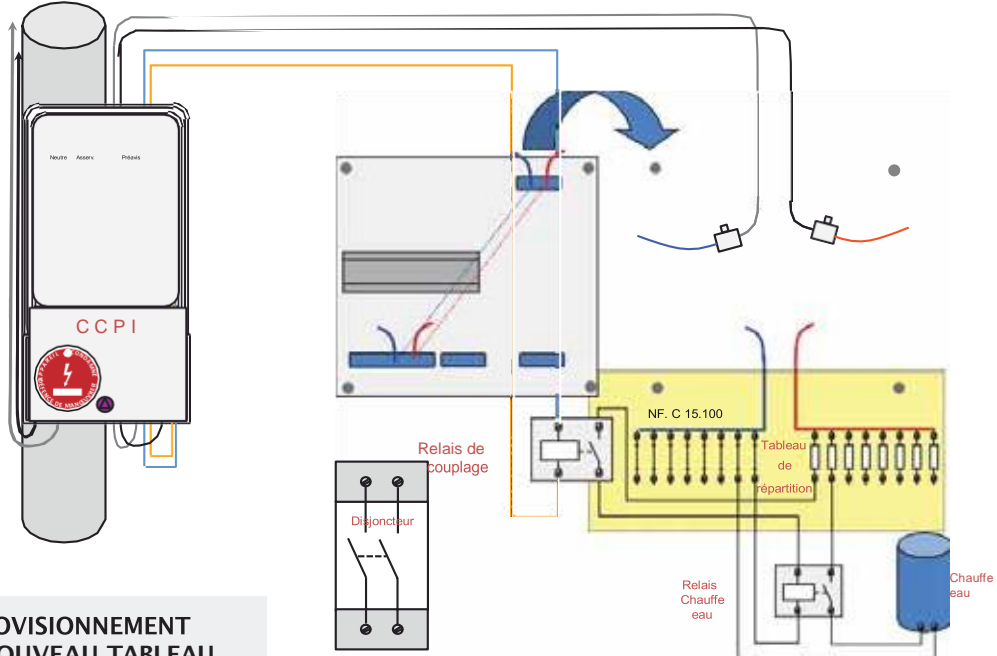 Neutre Asserv. Préavis
CCPI
NF. C 15.100
Tableau
de
répartition
Relais de
couplage
Disjoncteur
Relais
Chauffe
eau
Chauffe
eau
OVISIONNEMENT
OUVEAU TABLEAU